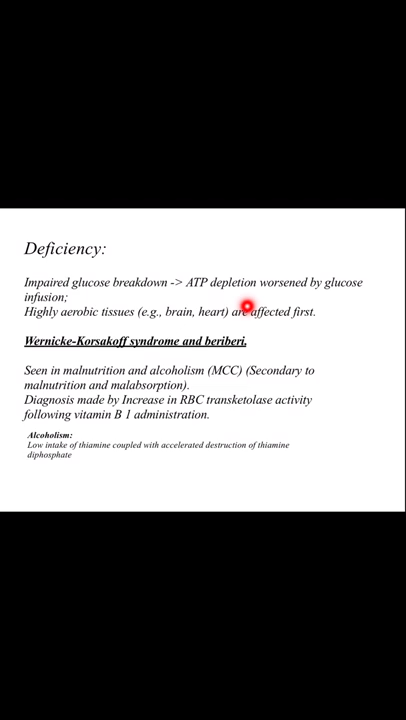 Deficiency:
Impaired glucose breakdown -> ATP depletion worsened by glucose
infusion;
Highly aerobic tissues (e.g., brain, heart) are affected first.
Wernicke-Korsakoff syndrome and beriberi.
Seen in malnutrition and alcoholism (MCC) (Secondary to
malnutrition and malabsorption).
Diagnosis made by Increase in RBC transketolase activity
following vitamin B 1 administration.
Alcoholism:
Low intake of thiamine coupled with accelerated destruction of thiamine
diphosphate